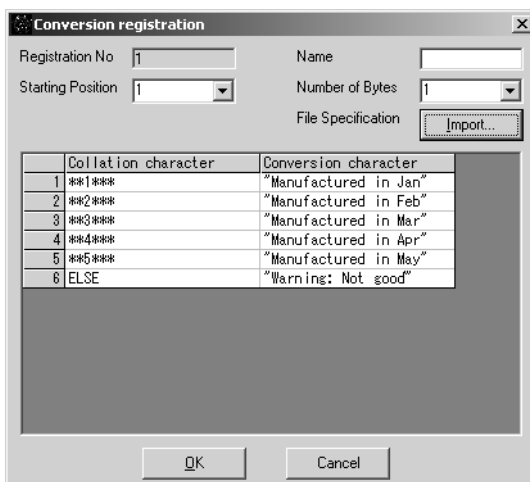 Conversion registration
Registration No 1 Name
Starting Position 1 Number of Bytes 1
File Specification Import...
Collation character Conversion character
1 **1*** "Manufactured in Jan"
2 **2*** "Manufactured in Feb"
3 **3*** "Manufactured in Mar"
4 **4*** "Manufactured in Apr"
5 **5*** "Manufactured in May"
6 ELSE "Warning: Not good"
OK Cancel